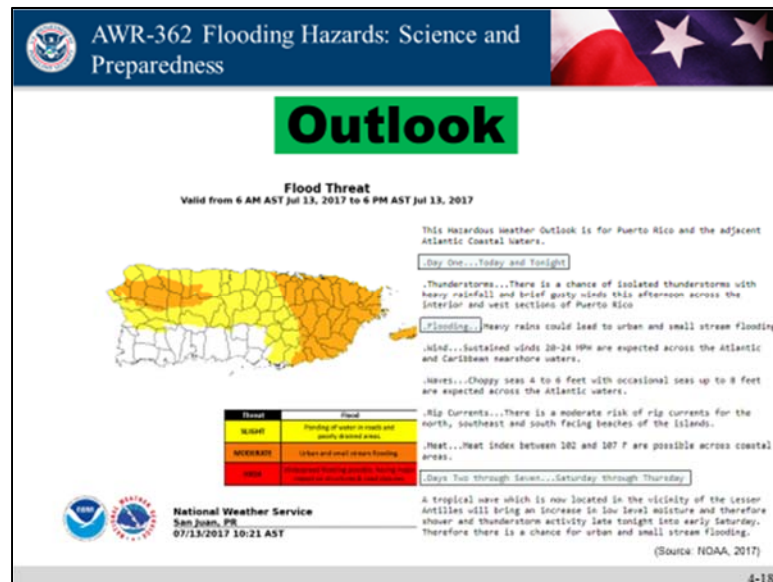 AWR-362 Flooding Hazards: Science and
Preparedness
Outlook
Flood Threat
Valid from 6 AM AST Jul 13, 2017 to 6 PM AST Jul 13, 2017
This Hazardous Weather Outlook is for Puerto Rico and the adjacent
Atlantic Coastal Waters.
.Day One...Today and Tonight
.Thunderstorms...There is a chance of isolated thunderstorms with
heavy rainfall and brief gusty winds this afternoon across the
interior and west sections of Puerto Rico
.Flooding...Heavy rains could lead to urban and small stream flooding
.Wind...Sustained winds 20-24 MPH are expected across the Atlantic
and Caribbean nearshore waters.
.Waves...Choppy seas 4 to 6 feet with occasional seas up to 8 feet
are expected across the Atlantic waters.
.Rip Currents...There is a moderate risk of rip currents for the
north, southeast and south facing beaches of the islands.
.Heat...Heat index between 102 and 107 F are possible across coastal
areas.
.Days Two through Seven...Saturday through Thursday
A tropical wave which is now located in the vicinity of the Lesser
Antilles will bring an increase in low level moisture and therefore
shower and thunderstorm activity late tonight into early Saturday.
Therefore there is a chance for urban and small stream flooding.
Threat Flood
SLIGHT Ponding of water in roads and
poorly drained areas.
MODERATE Urban and small stream flooding
National Weather Service
San Juan, PR
07/13/2017 10:21 AST
(Source: NOAA, 2017)
4-18